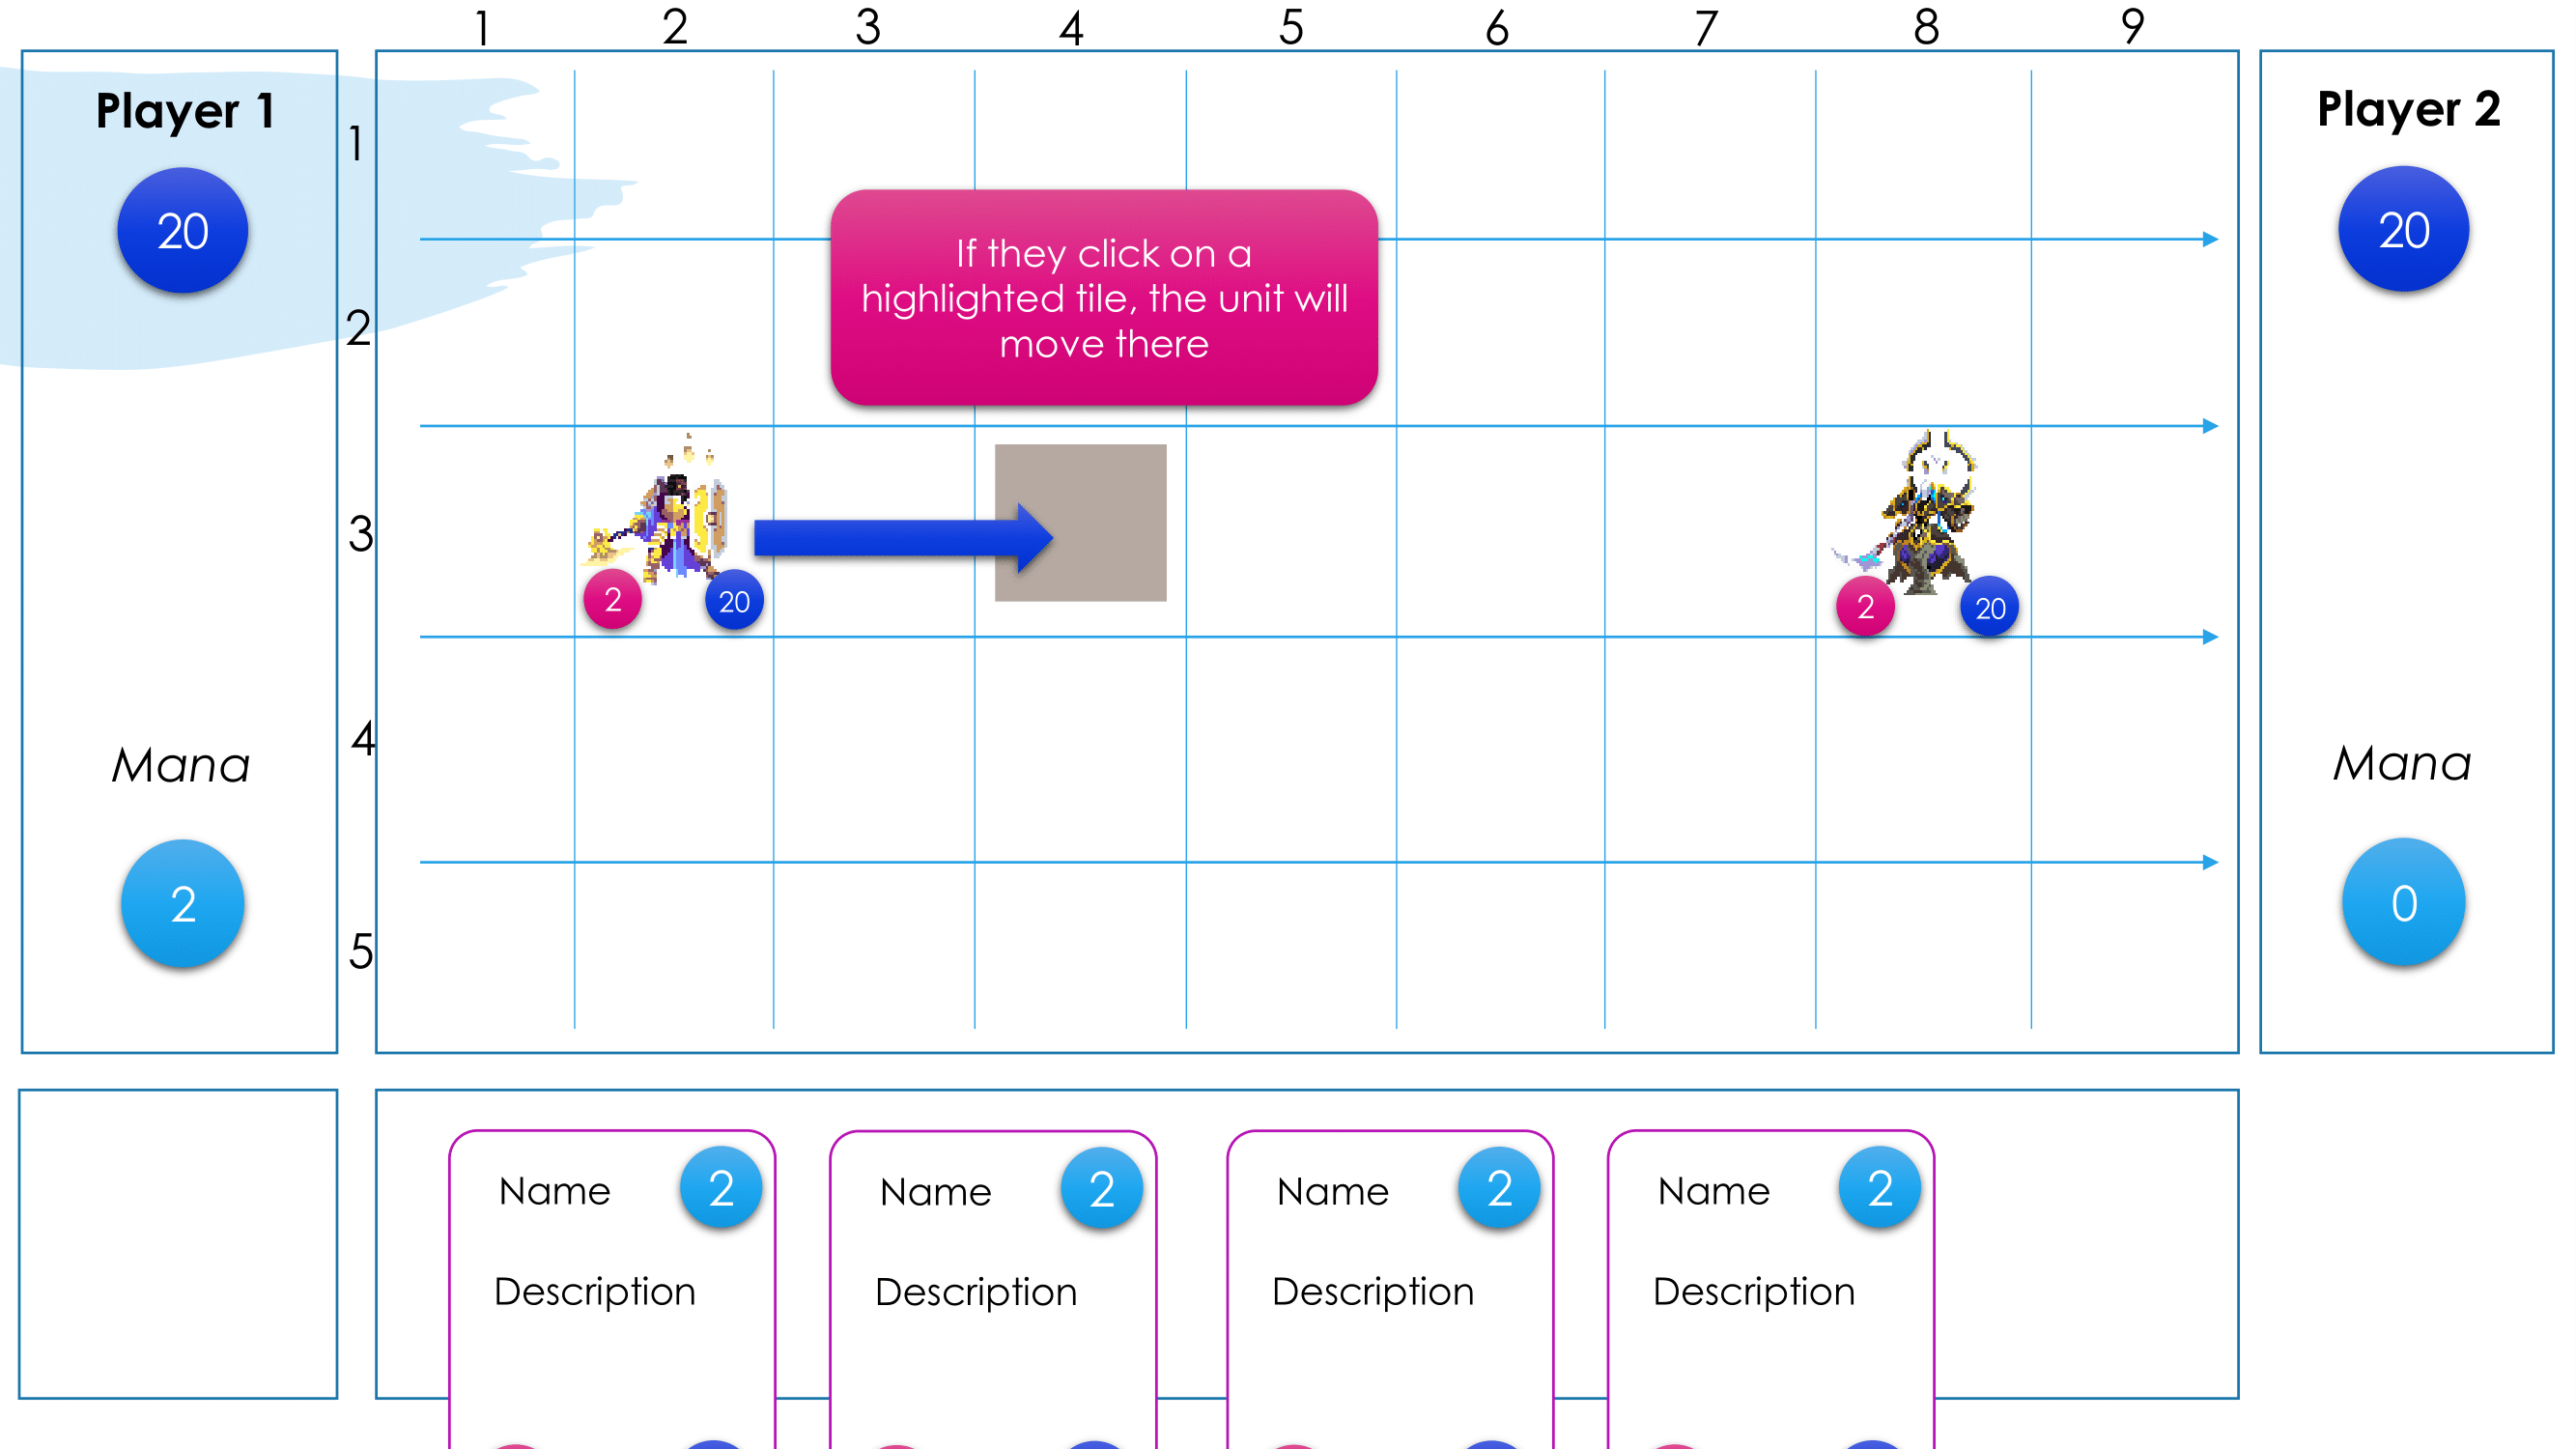 1 2 3 4 5 6 7 8 9
Player 1
20
Mana
2
1
2
3
4
5
If they click on a
highlighted tile, the unit will
move there
2 20
2 20
Player 2
20
Mana
0
Name 2
Description
Name 2
Description
Name 2
Description
Name 2
Description